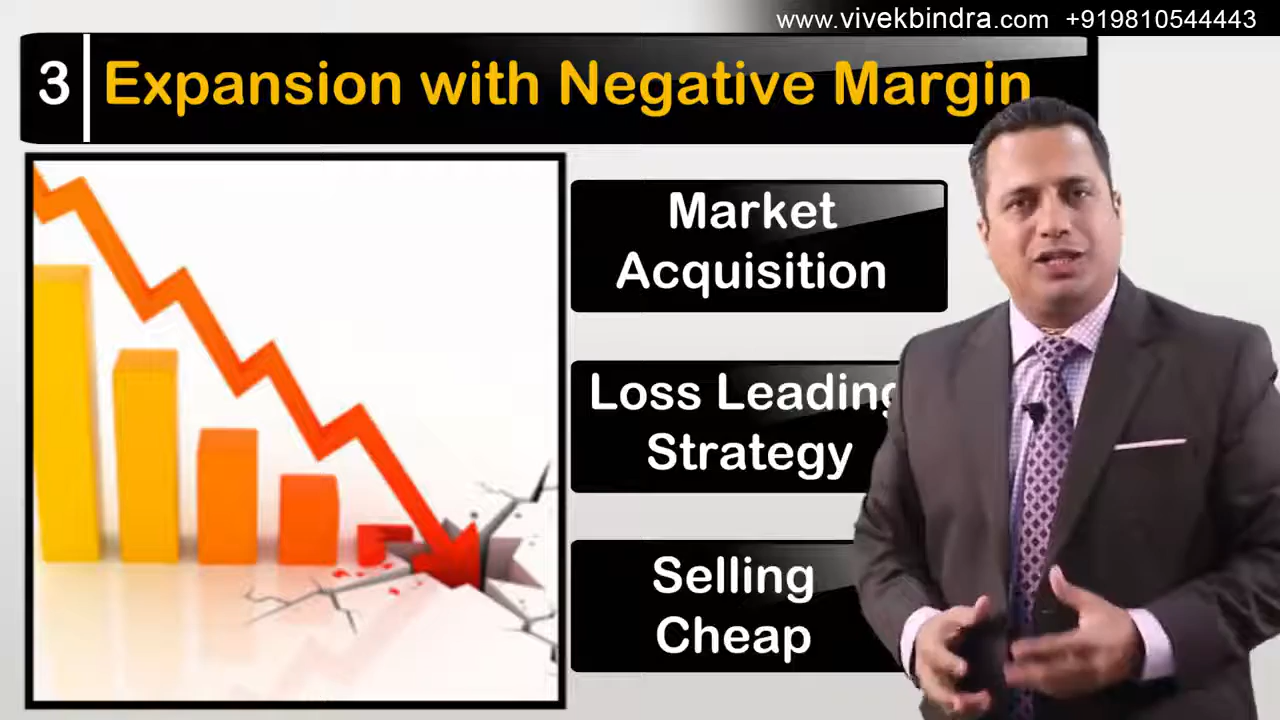 www.vivekbindra.com +919810544443
3 Expansion with Negative Margin
Market
Acquisition
Loss Leading
Strategy
Selling
Cheap